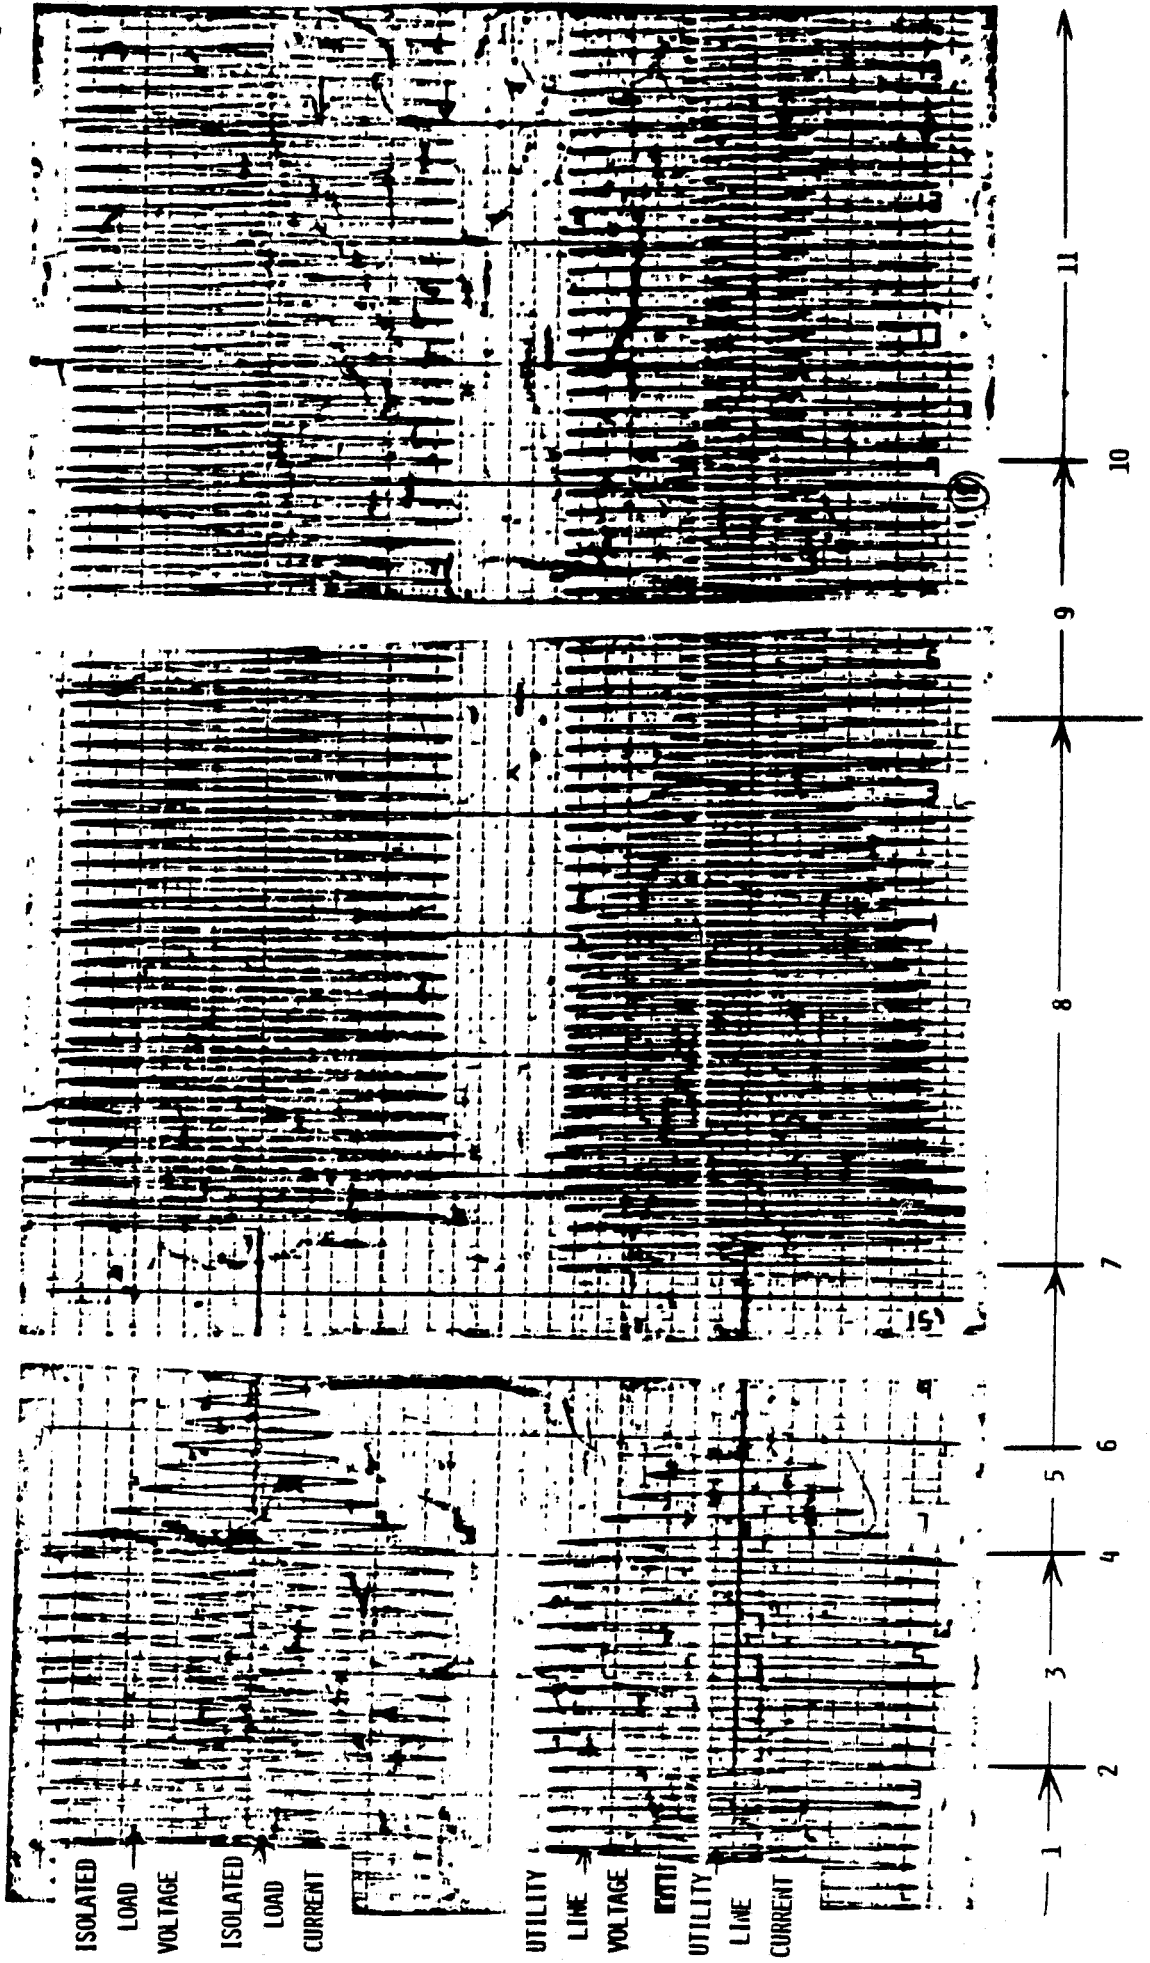 ISOLATED
LOAD
VOLTAGE
ISOLATED
LOAD
CURRENT
UTILITY
LINE
VOLTAGE
UTILITY
LINE
CURRENT
1
2
3
4
5
6
7
8
9
10
11